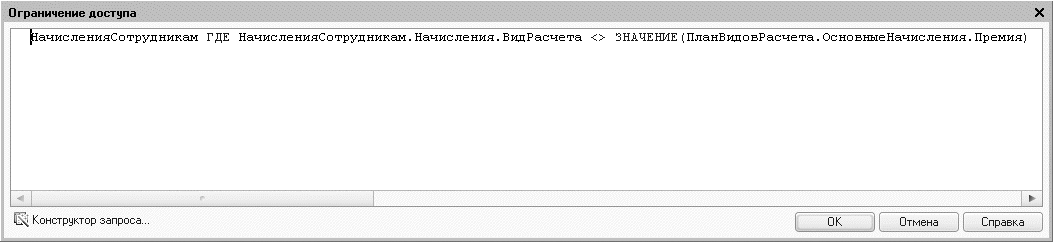 Ограничение доступа
НачисленияСотрудникам ГДЕ НачисленияСотрудникам.Начисления.ВидРасчета <> ЗНАЧЕНИЕ(ПланВидовРасчета.ОсновныеНачисления.Премия)
Конструктор запроса...
OK Отмена Справка